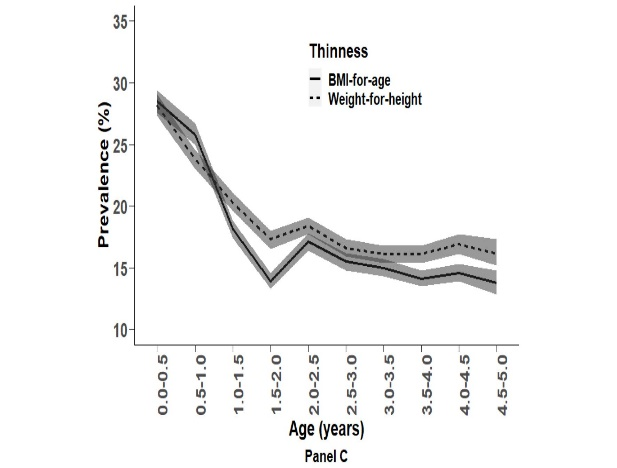 Prevalence (%)
35
30
25
20
15
10
Thinness
BMI-for-age
Weight-for-height
0.0-0.5
0.5-1.0
1.0-1.5
1.5-2.0
2.0-2.5
2.5-3.0
3.0-3.5
3.5-4.0
4.0-4.5
4.5-5.0
Age (years)
Panel C